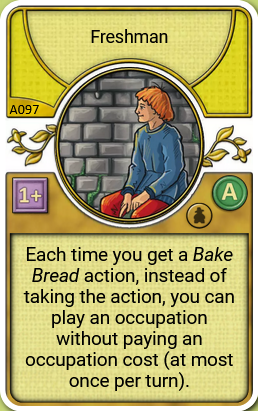 Freshman
A097
1+
A
Each time you get a Bake
Bread action, instead of
taking the action, you can
play an occupation
without paying an
occupation cost (at most
once per turn).